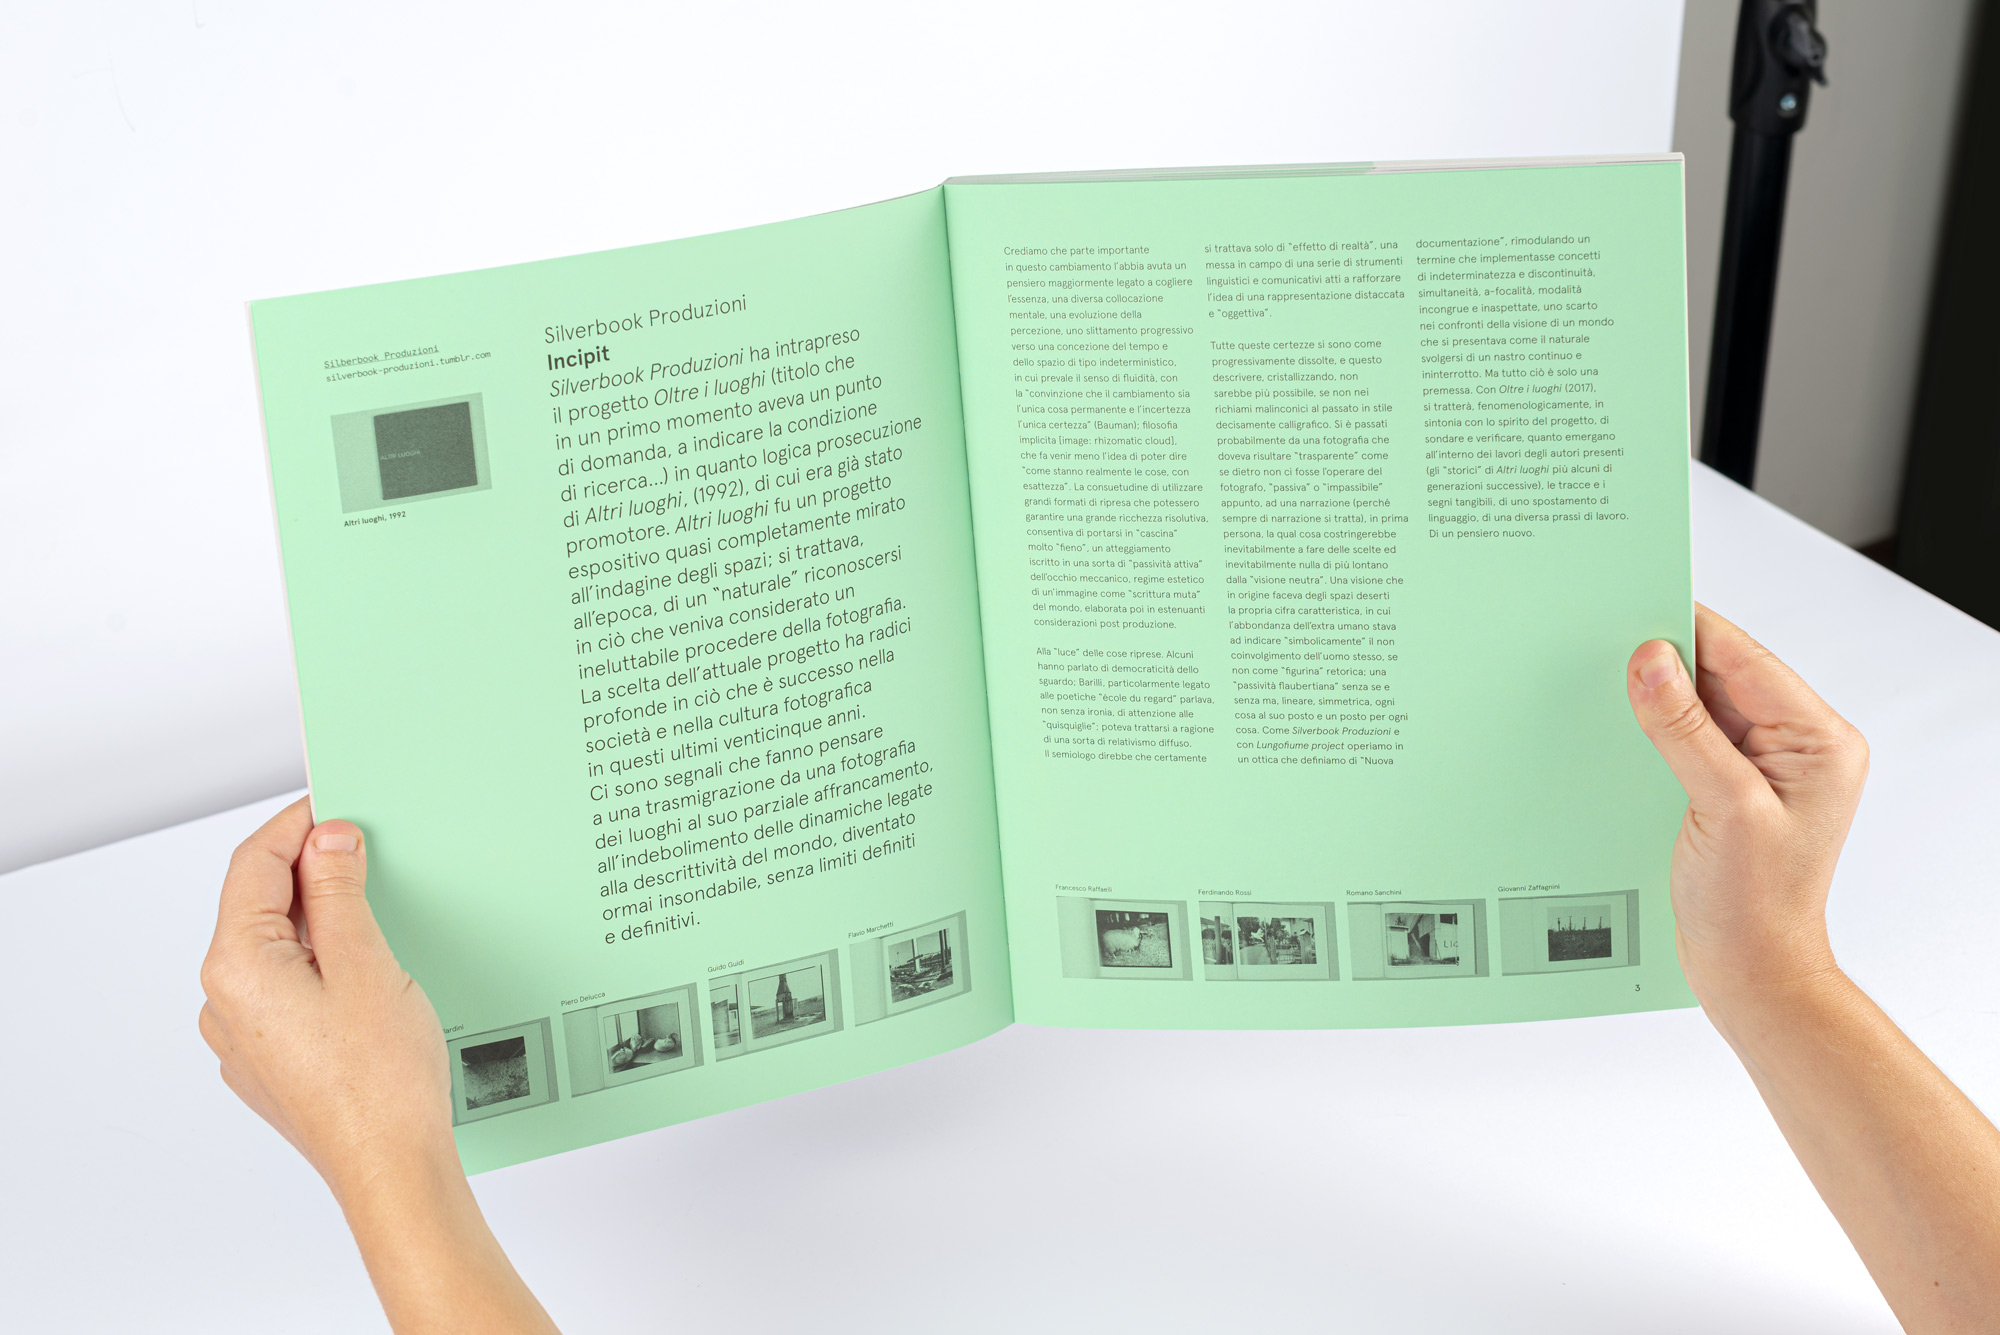 Silberbook Produzioni
silverbook-produzioni.tumblr.com
ALTRI LUOGHI
Altri luoghi, 1992
Silverbook Produzioni
Incipit
Silverbook Produzioni ha intrapreso
il progetto Oltre i luoghi (titolo che
in un primo momento aveva un punto
di domanda, a indicare la condizione
di ricerca...) in quanto logica prosecuzione
di Altri luoghi, (1992), di cui era già stato
promotore. Altri luoghi fu un progetto
espositivo quasi completamente mirato
all'indagine degli spazi; si trattava,
all'epoca, di un “naturale” riconoscersi
in ciò che veniva considerato un
ineluttabile procedere della fotografia.
La scelta dell'attuale progetto ha radici
profonde in ciò che è successo nella
società e nella cultura fotografica
in questi ultimi venticinque anni.
Ci sono segnali che fanno pensare
a una trasmigrazione da una fotografia
dei luoghi al suo parziale affrancamento,
all'indebolimento delle dinamiche legate
alla descrittività del mondo, diventato
ormai insondabile, senza limiti definiti
e definitivi.
Piero Delucca
Guido Guidi
Flavio Marchetti
Crediamo che parte importante
in questo cambiamento l'abbia avuta un
pensiero maggiormente legato a cogliere
l'essenza, una diversa collocazione
mentale, una evoluzione della
percezione, uno slittamento progressivo
verso una concezione del tempo e
dello spazio di tipo indeterministico,
in cui prevale il senso di fluidità, con
la “convinzione che il cambiamento sia
l'unica cosa permanente e l'incertezza
l'unica certezza” (Bauman); filosofia
implicita [image: rhizomatic cloud],
che fa venir meno l'idea di poter dire
“come stanno realmente le cose, con
esattezza”. La consuetudine di utilizzare
grandi formati di ripresa che potessero
garantire una grande ricchezza risolutiva,
consentiva di portarsi in “cascina”
molto “fieno”, un atteggiamento
iscritto in una sorta di “passività attiva”
dell'occhio meccanico, regime estetico
di un'immagine come “scrittura muta”
del mondo, elaborata poi in estenuanti
considerazioni post produzione.
Alla “luce” delle cose riprese. Alcuni
hanno parlato di democraticità dello
sguardo; Barilli, particolarmente legato
alle poetiche “ècole du regard” parlava,
non senza ironia, di attenzione alle
“quisquiglie”; poteva trattarsi a ragione
di una sorta di relativismo diffuso.
Il semiologo direbbe che certamente
si trattava solo di “effetto di realtà”, una
messa in campo di una serie di strumenti
linguistici e comunicativi atti a rafforzare
l'idea di una rappresentazione distaccata
e “oggettiva”.
Tutte queste certezze si sono come
progressivamente dissolte, e questo
descrivere, cristallizzando, non
sarebbe più possibile, se non nei
richiami malinconici al passato in stile
decisamente calligrafico. Si è passati
probabilmente da una fotografia che
doveva risultare “trasparente” come
se dietro non ci fosse l'operare del
fotografo, “passiva” o “impassibile”
appunto, ad una narrazione (perché
sempre di narrazione si tratta), in prima
persona, la qual cosa costringerebbe
inevitabilmente a fare delle scelte ed
inevitabilmente nulla di più lontano
dalla “visione neutra”. Una visione che
in origine faceva degli spazi deserti
la propria cifra caratteristica, in cui
l'abbondanza dell'extra umano stava
ad indicare “simbolicamente” il non
coinvolgimento dell'uomo stesso, se
non come “figurina” retorica; una
“passività flaubertiana” senza se e
senza ma, lineare, simmetrica, ogni
cosa al suo posto e un posto per ogni
cosa. Come Silverbook Produzioni e
con Lungofiume project operiamo in
un ottica che definiamo di “Nuova
documentazione”, rimodulando un
termine che implementasse concetti
di indeterminatezza e discontinuità,
simultaneità, a-focalità, modalità
incongrue e inaspettate, uno scarto
nei confronti della visione di un mondo
che si presentava come il naturale
svolgersi di un nastro continuo e
ininterrotto. Ma tutto ciò è solo una
premessa. Con Oltre i luoghi (2017),
si tratterà, fenomenologicamente, in
sintonia con lo spirito del progetto, di
sondare e verificare, quanto emergano
all'interno dei lavori degli autori presenti
(gli “storici” di Altri luoghi più alcuni di
generazioni successive), le tracce e i
segni tangibili, di uno spostamento di
linguaggio, di una diversa prassi di lavoro.
Di un pensiero nuovo.
Francesco Raffaelli
Ferdinando Rossi
Romano Sanchini
Giovanni Zaffagnini
LIC
3